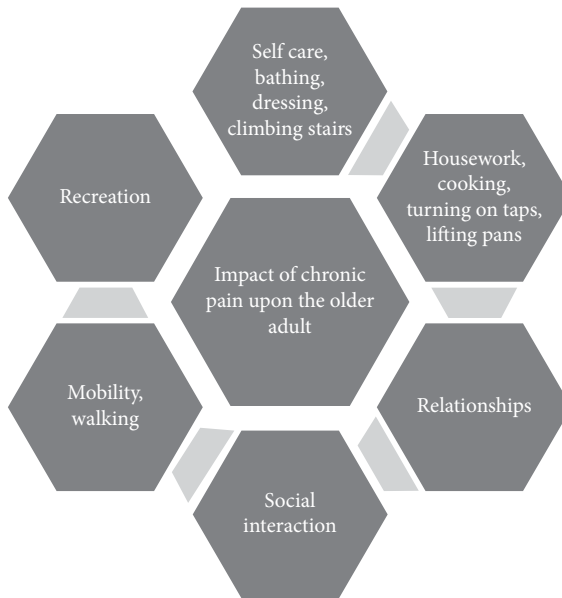 Self care,
bathing,
dressing,
climbing stairs
Housework,
cooking,
turning on taps,
lifting pans
Recreation
Impact of chronic
pain upon the older
adult
Mobility,
walking
Relationships
Social
interaction